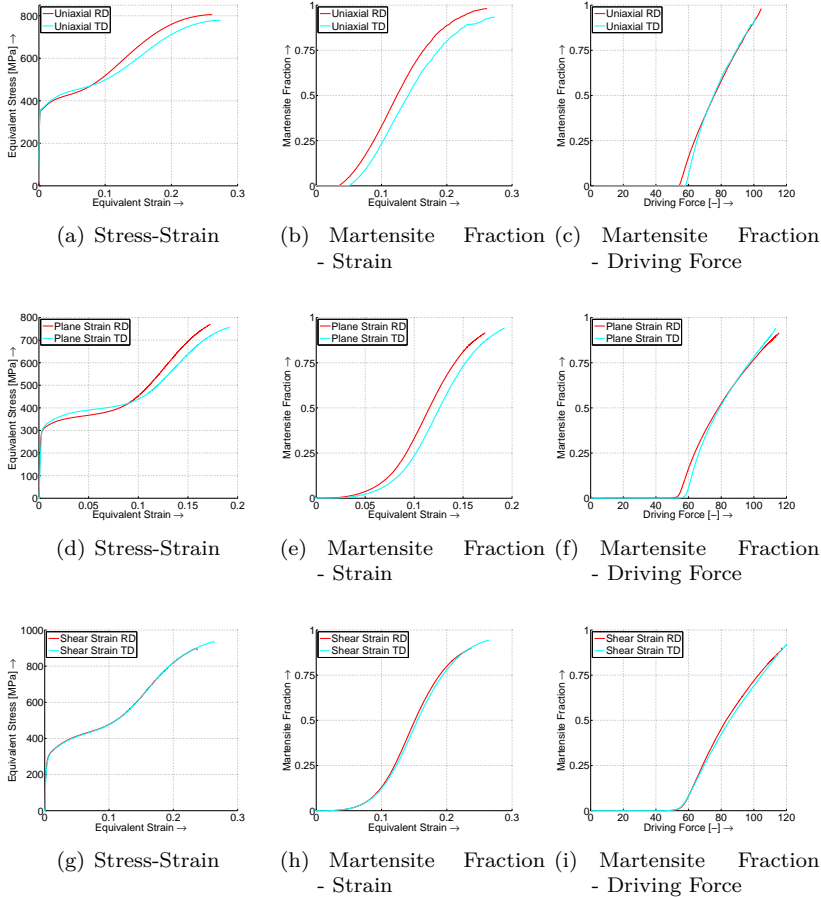 Uniaxial RD
Uniaxial TD
Equivalent Stress [MPa] →
800
600
400
200
0
0
0.1
0.2
0.3
Equivalent Strain →
(a) Stress-Strain
Uniaxial RD
Uniaxial TD
Martensite Fraction →
1
0.75
0.5
0.25
0
0
0.1
0.2
0.3
Equivalent Strain →
(b) Martensite Fraction
- Strain
Uniaxial RD
Uniaxial TD
Martensite Fraction →
1
0.75
0.5
0.25
0
0
20
40
60
80
100
120
Driving Force [–] →
(c) Martensite Fraction
- Driving Force
Plane Strain RD
Plane Strain TD
Equivalent Stress [MPa] →
800
700
600
500
400
300
200
100
0
0
0.05
0.1
0.15
0.2
Equivalent Strain →
(d) Stress-Strain
Plane Strain RD
Plane Strain TD
Martensite Fraction →
1
0.75
0.5
0.25
0
0
0.05
0.1
0.15
0.2
Equivalent Strain →
(e) Martensite Fraction
- Strain
Plane Strain RD
Plane Strain TD
Martensite Fraction →
1
0.75
0.5
0.25
0
0
20
40
60
80
100
120
Driving Force [–] →
(f) Martensite Fraction
- Driving Force
Shear Strain RD
Shear Strain TD
Equivalent Stress [MPa] →
1000
800
600
400
200
0
0
0.1
0.2
0.3
Equivalent Strain →
(g) Stress-Strain
Shear Strain RD
Shear Strain TD
Martensite Fraction →
1
0.75
0.5
0.25
0
0
0.1
0.2
0.3
Equivalent Strain →
(h) Martensite Fraction
- Strain
Shear Strain RD
Shear Strain TD
Martensite Fraction →
1
0.75
0.5
0.25
0
0
20
40
60
80
100
120
Driving Force [–] →
(i) Martensite Fraction
- Driving Force